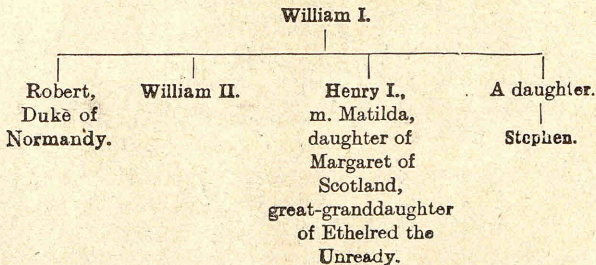 William I.
Robert,
Duke of
Normandy.
William II.
Henry I.,
m. Matilda,
daughter of
Margaret of
Scotland,
great-granddaughter
of Ethelred the
Unready.
A daughter.
Stephen.